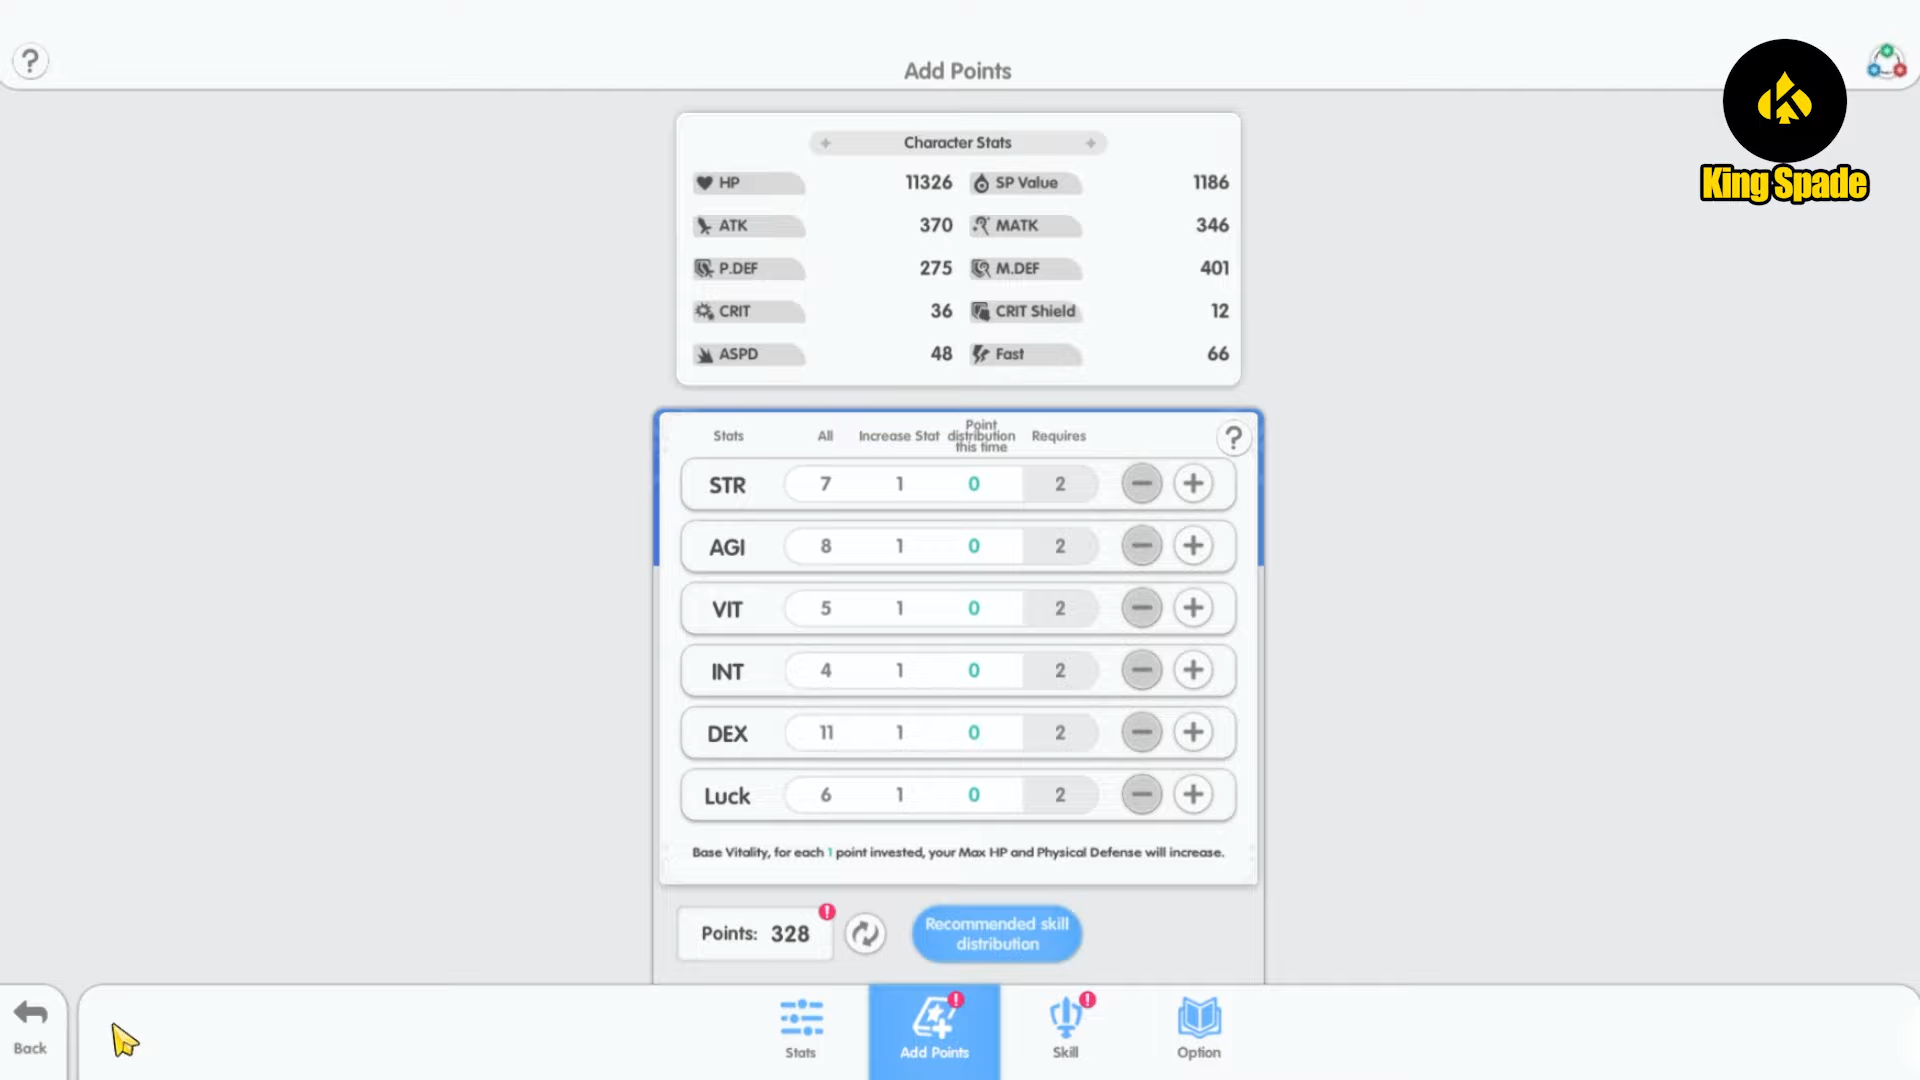 ?
Add Points
King Spade
Character Stats
HP 11326 SP Value 1186
ATK 370 MATK 346
P.DEF 275 M.DEF 401
CRIT 36 CRIT Shield 12
ASPD 48 Fast 66
Stats All Increase Stat Point distribution this time Requires ?
STR 7 1 0 2 − +
AGI 8 1 0 2 − +
VIT 5 1 0 2 − +
INT 4 1 0 2 − +
DEX 11 1 0 2 − +
Luck 6 1 0 2 − +
Base Vitality, for each 1 point invested, your Max HP and Physical Defense will increase.
Points: 328 !
Recommended skill
distribution
Back
Stats
Add Points !
Skill !
Option